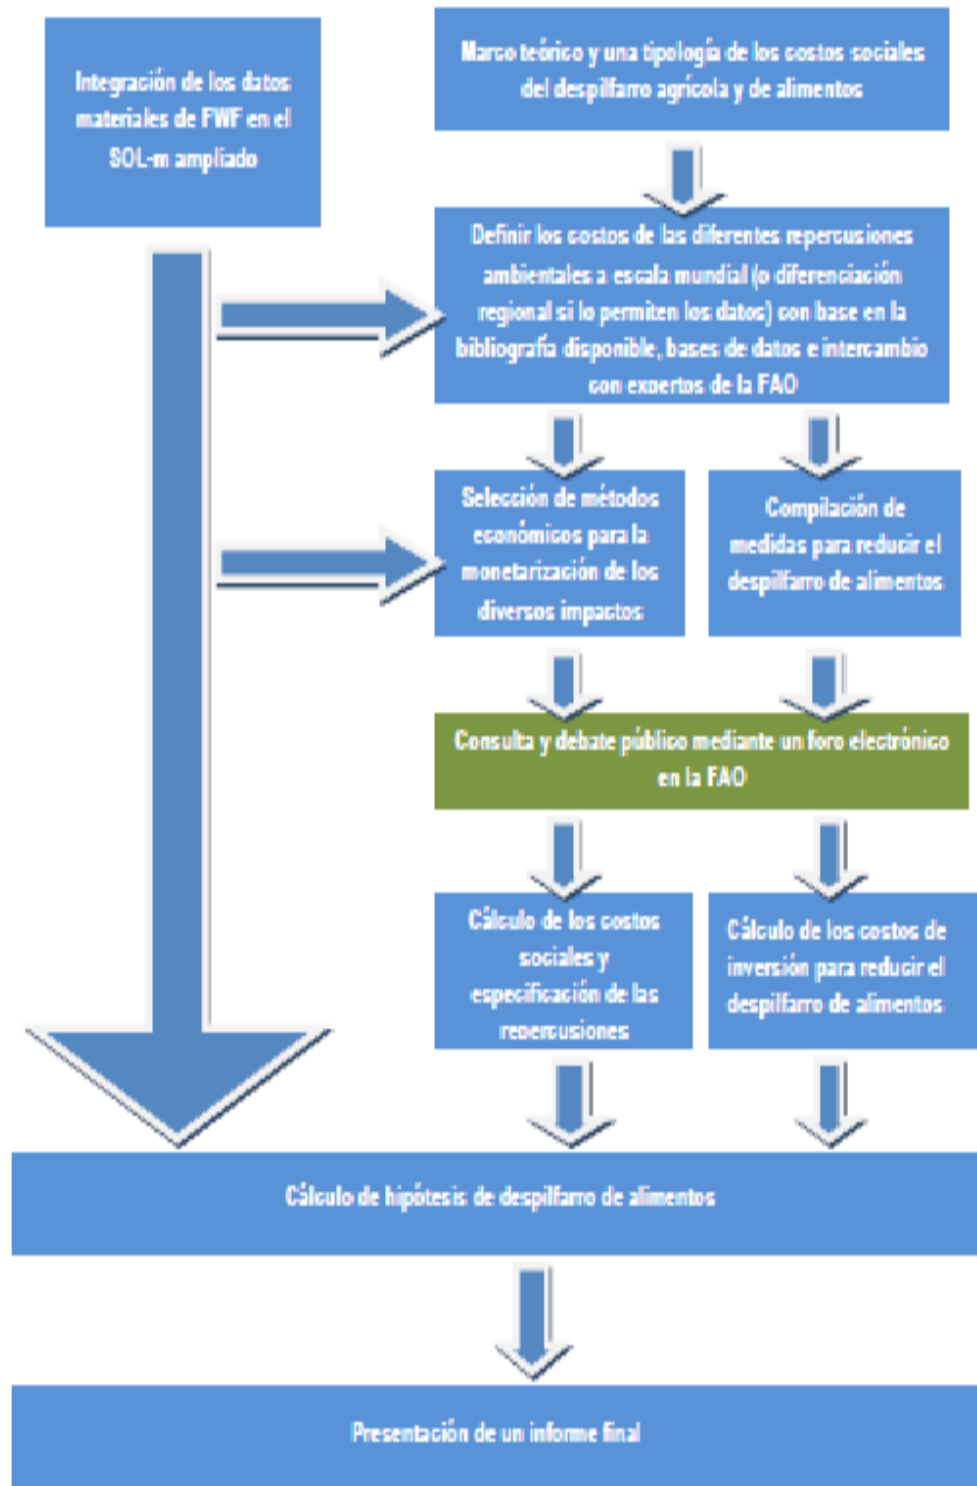 Integración de los datos
materiales de FWF en el
SOL-m ampliado
Marco teórico y una tipología de los costos sociales
del despilfarro agrícola y de alimentos
Definir los costos de las diferentes repercusiones
ambientales a escala mundial (o diferenciación
regional si lo permiten los datos) con base en la
bibliografía disponible, bases de datos e intercambio
con expertos de la FAO
Selección de métodos
económicos para la
monetarización de los
diversos impactos
Compilación de
medidas para reducir el
despilfarro de alimentos
Consulta y debate público mediante un foro electrónico
en la FAO
Cálculo de los costos
sociales y
especificación de las
repercusiones
Cálculo de los costos de
inversión para reducir el
despilfarro de alimentos
Cálculo de hipótesis de despilfarro de alimentos
Presentación de un informe final